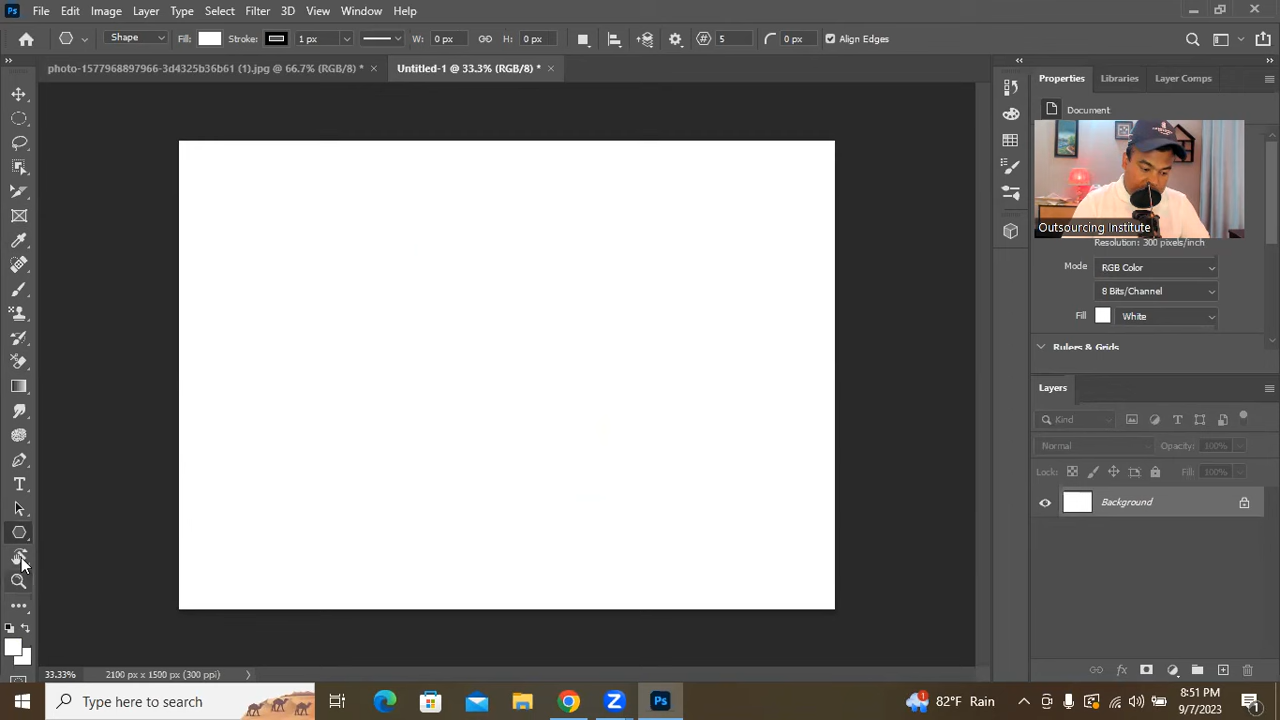 Ps File Edit Image Layer Type Select Filter 3D View Window Help
Shape Fill: Stroke: 1 px W: 0 px H: 0 px 5 0 px Align Edges
photo-1577968897966-3d4325b36b61 (1).jpg @ 66.7% (RGB/8) * Untitled-1 @ 33.3% (RGB/8) *
Properties Libraries Layer Comps
Document
Outsourcing Institute
Resolution: 300 pixels/inch
Mode RGB Color
8 Bits/Channel
Fill White
Rulers & Grids
Layers
Kind
Normal Opacity: 100%
Lock: Fill: 100%
Background
33.33% 2100 px x 1500 px (300 ppi)
Type here to search Ps 1 82°F Rain 8:51 PM
9/7/2023 1